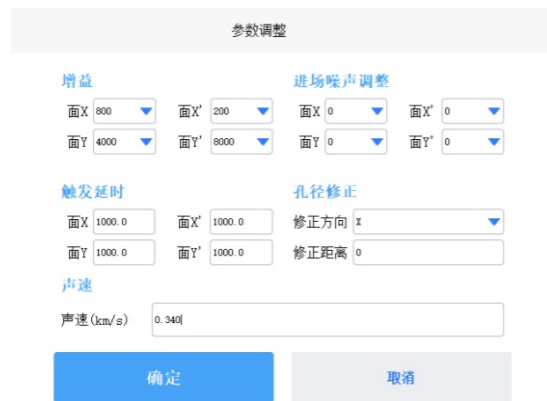 参数调整
增益 进场噪声调整
面X 800 面X' 200 面X 0 面X' 0
面Y 4000 面Y' 8000 面Y 0 面Y' 0
触发延时 孔径修正
面X 1000.0 面X' 1000.0 修正方向 X
面Y 1000.0 面Y' 1000.0 修正距离 0
声速
声速(km/s) 0.340
确定 取消